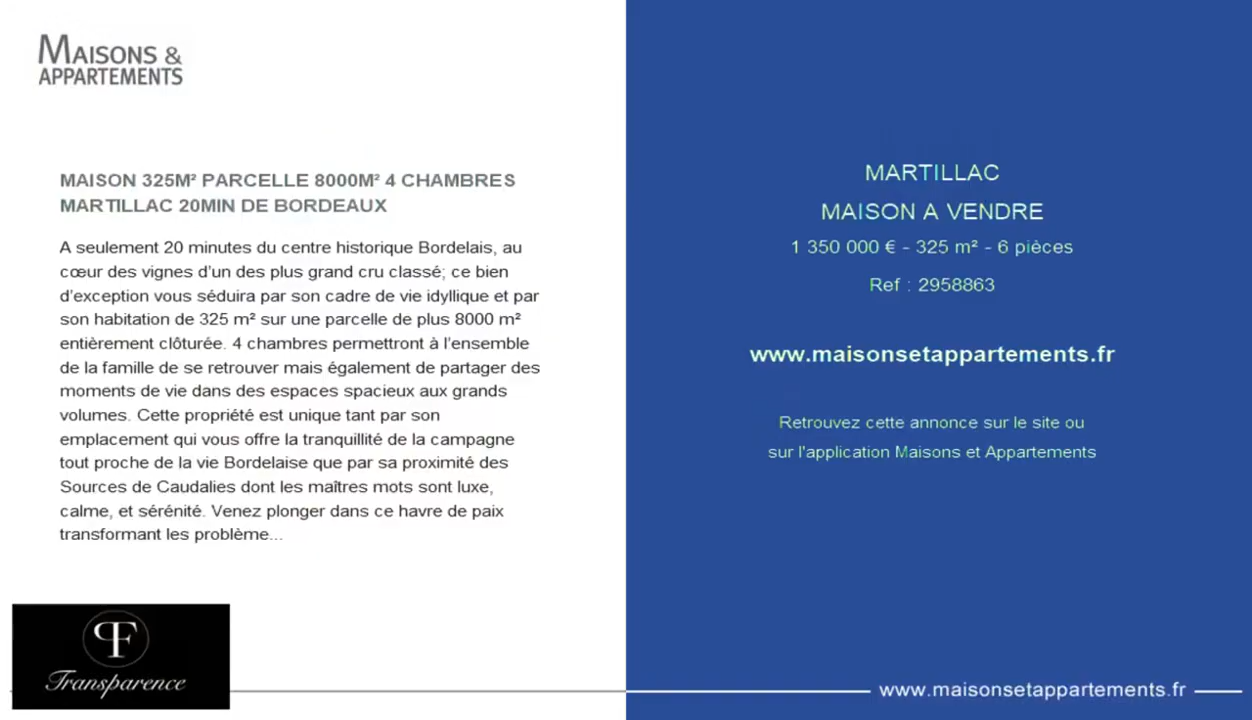 MAISONS &
APPARTEMENTS
MAISON 325M² PARCELLE 8000M² 4 CHAMBRES
MARTILLAC 20MIN DE BORDEAUX
A seulement 20 minutes du centre historique Bordelais, au
cœur des vignes d'un des plus grand cru classé; ce bien
d'exception vous séduira par son cadre de vie idyllique et par
son habitation de 325 m² sur une parcelle de plus 8000 m²
entièrement clôturée. 4 chambres permettront à l'ensemble
de la famille de se retrouver mais également de partager des
moments de vie dans des espaces spacieux aux grands
volumes. Cette propriété est unique tant par son
emplacement qui vous offre la tranquillité de la campagne
tout proche de la vie Bordelaise que par sa proximité des
Sources de Caudalies dont les maîtres mots sont luxe,
calme, et sérénité. Venez plonger dans ce havre de paix
transformant les problème...
PF
Transparence
MARTILLAC
MAISON A VENDRE
1 350 000 € - 325 m² - 6 pièces
Ref : 2958863
www.maisonsetappartements.fr
Retrouvez cette annonce sur le site ou
sur l'application Maisons et Appartements
www.maisonsetappartements.fr